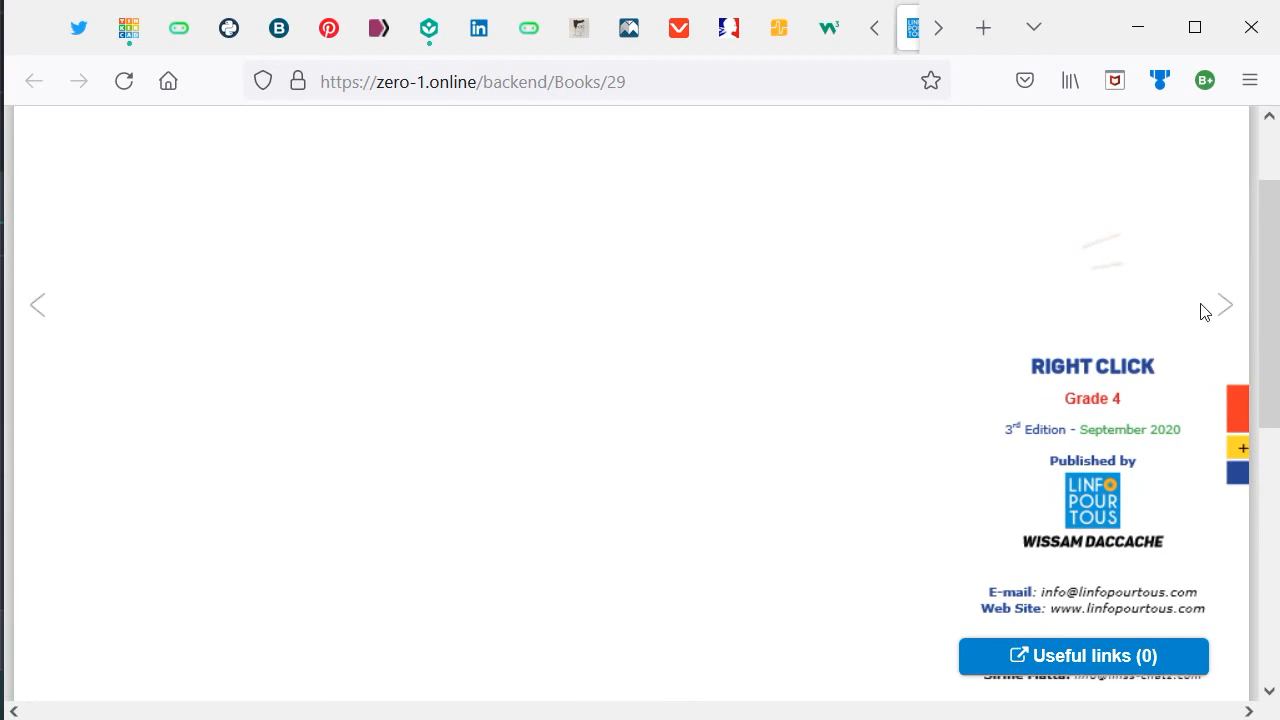 https://zero-1.online/backend/Books/29
RIGHT CLICK
Grade 4
3rd Edition - September 2020
Published by
LINFO
POUR
TOUS
WISSAM DACCACHE
E-mail: info@linfopourtous.com
Web Site: www.linfopourtous.com
Useful links (0)